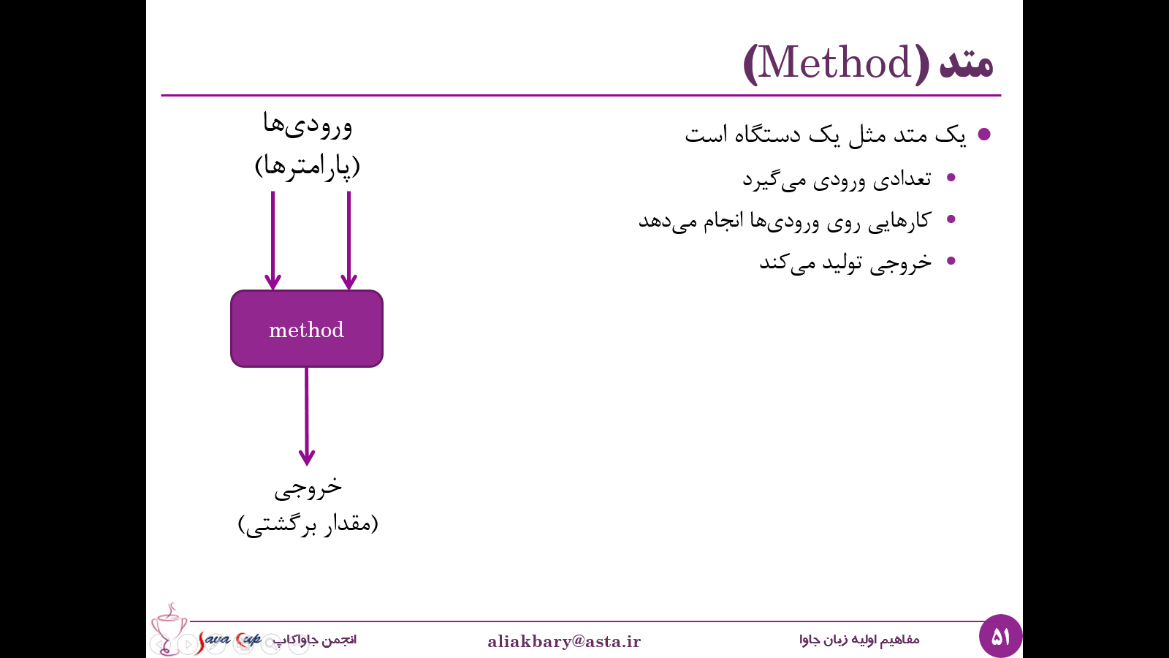 متد (Method)
یک متد مثل یک دستگاه است
تعدادی ورودی می‌گیرد
کارهایی روی ورودی‌ها انجام می‌دهد
خروجی تولید می‌کند
ورودی‌ها
(پارامترها)
method
خروجی
(مقدار برگشتی)
۵۱
مفاهیم اولیه زبان جاوا
aliakbary@asta.ir
انجمن جاواکاپ
Java Cup